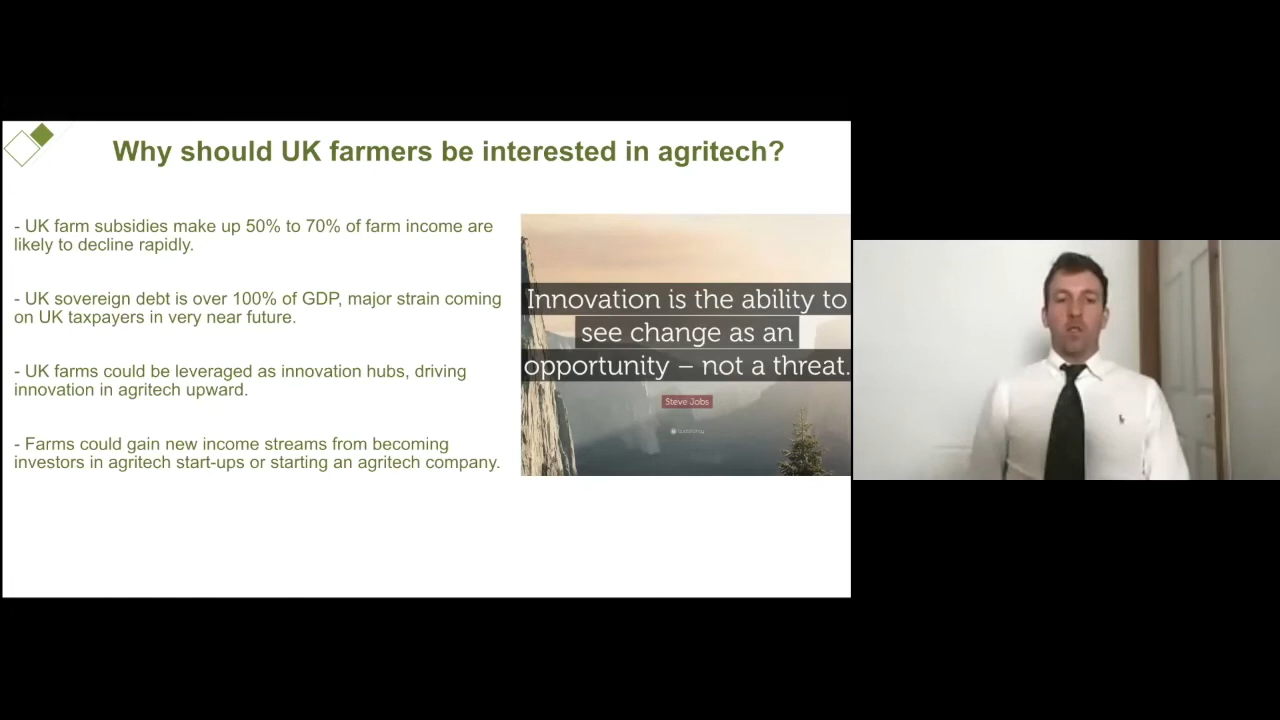 Why should UK farmers be interested in agritech?
- UK farm subsidies make up 50% to 70% of farm income are
likely to decline rapidly.
- UK sovereign debt is over 100% of GDP, major strain coming
on UK taxpayers in very near future.
- UK farms could be leveraged as innovation hubs, driving
innovation in agritech upward.
- Farms could gain new income streams from becoming
investors in agritech start-ups or starting an agritech company.
Innovation is the ability to
see change as an
opportunity – not a threat.
Steve Jobs